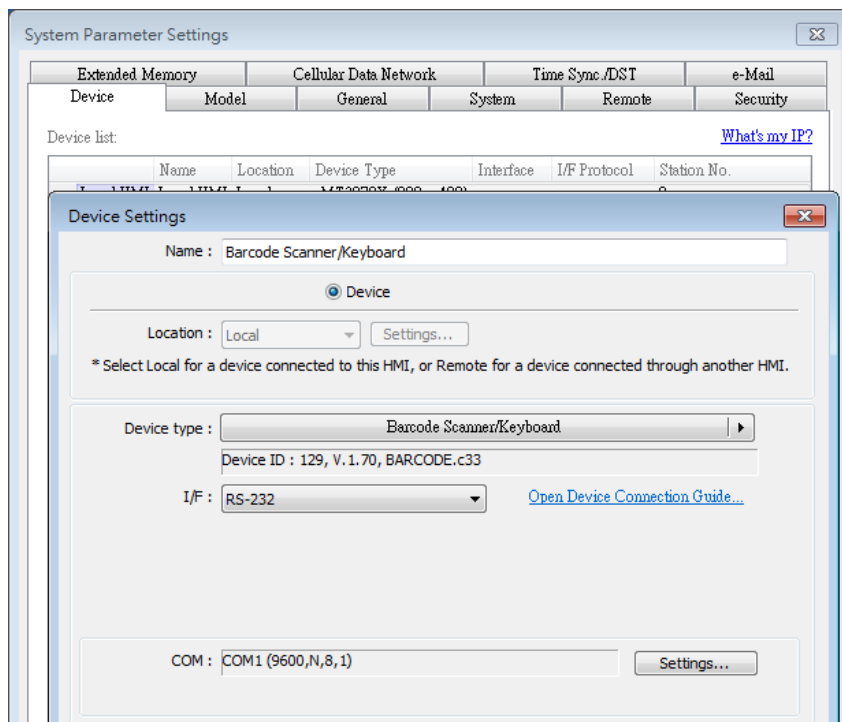 System Parameter Settings
Extended Memory Cellular Data Network Time Sync./DST e-Mail
Device Model General System Remote Security
Device list: What's my IP?
Name Location Device Type Interface I/F Protocol Station No.
Device Settings
Name : Barcode Scanner/Keyboard
Device
Location : Local Settings...
* Select Local for a device connected to this HMI, or Remote for a device connected through another HMI.
Device type : Barcode Scanner/Keyboard
Device ID : 129, V.1.70, BARCODE.c33
I/F : RS-232 Open Device Connection Guide...
COM : COM1 (9600,N,8,1) Settings...